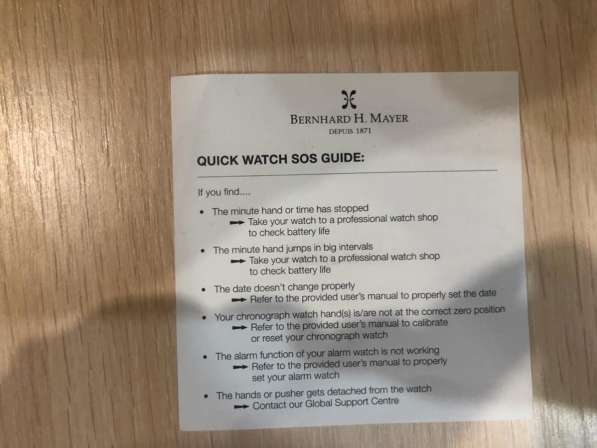 BERNHARD H. MAYER
DEPUIS 1871
QUICK WATCH SOS GUIDE:
If you find....
• The minute hand or time has stopped
➡ Take your watch to a professional watch shop
to check battery life
• The minute hand jumps in big intervals
➡ Take your watch to a professional watch shop
to check battery life
• The date doesn't change properly
➡ Refer to the provided user's manual to properly set the date
• Your chronograph watch hand(s) is/are not at the correct zero position
➡ Refer to the provided user's manual to calibrate
or reset your chronograph watch
• The alarm function of your alarm watch is not working
➡ Refer to the provided user's manual to properly
set your alarm watch
• The hands or pusher gets detached from the watch
➡ Contact our Global Support Centre